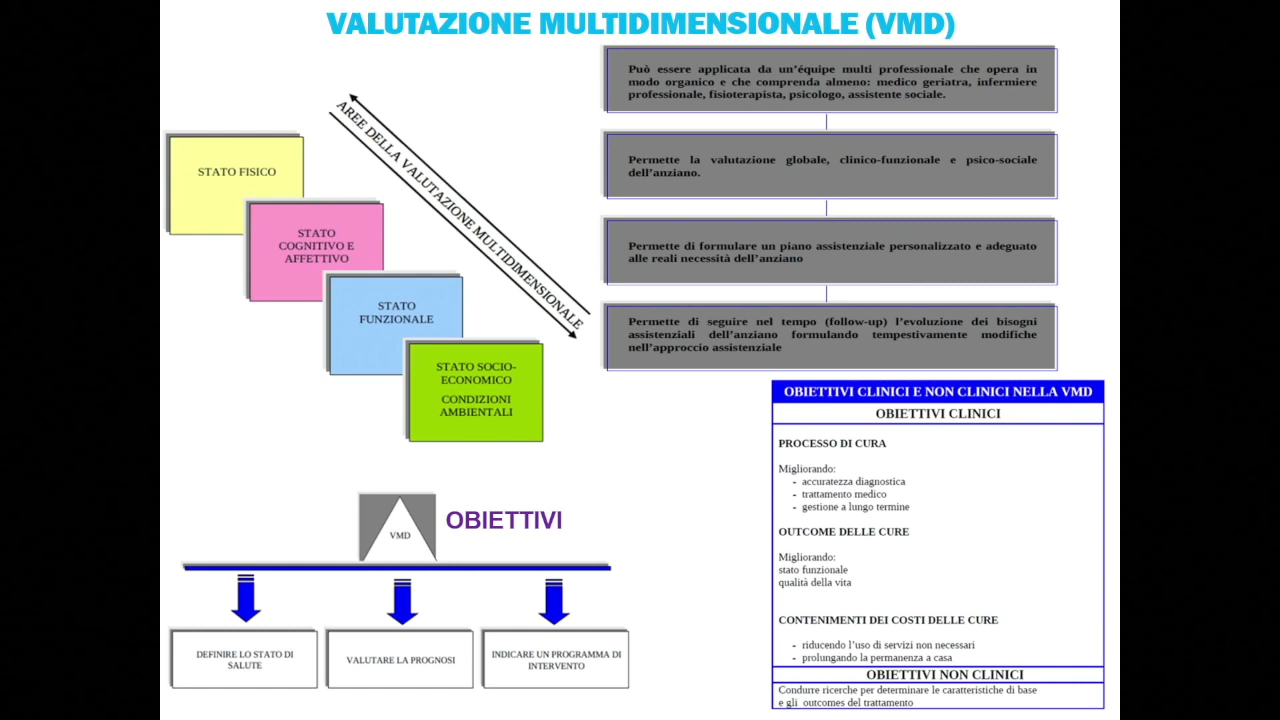 VALUTAZIONE MULTIDIMENSIONALE (VMD)
Può essere applicata da un'équipe multi professionale che opera in
modo organico e che comprenda almeno: medico geriatra, infermiere
professionale, fisioterapista, psicologo, assistente sociale.
Permette la valutazione globale, clinico-funzionale e psico-sociale
dell'anziano.
Permette di formulare un piano assistenziale personalizzato e adeguato
alle reali necessità dell'anziano
Permette di seguire nel tempo (follow-up) l'evoluzione dei bisogni
assistenziali dell'anziano formulando tempestivamente modifiche
nell'approccio assistenziale
AREE DELLA VALUTAZIONE MULTIDIMENSIONALE
STATO FISICO
STATO
COGNITIVO E
AFFETTIVO
STATO
FUNZIONALE
STATO SOCIO-
ECONOMICO
CONDIZIONI
AMBIENTALI
VMD
OBIETTIVI
DEFINIRE LO STATO DI
SALUTE
VALUTARE LA PROGNOSI
INDICARE UN PROGRAMMA DI
INTERVENTO
OBIETTIVI CLINICI E NON CLINICI NELLA VMD
OBIETTIVI CLINICI
PROCESSO DI CURA
Migliorando:
- accuratezza diagnostica
- trattamento medico
- gestione a lungo termine
OUTCOME DELLE CURE
Migliorando:
stato funzionale
qualità della vita
CONTENIMENTI DEI COSTI DELLE CURE
- riducendo l'uso di servizi non necessari
- prolungando la permanenza a casa
OBIETTIVI NON CLINICI
Condurre ricerche per determinare le caratteristiche di base
e gli outcomes del trattamento